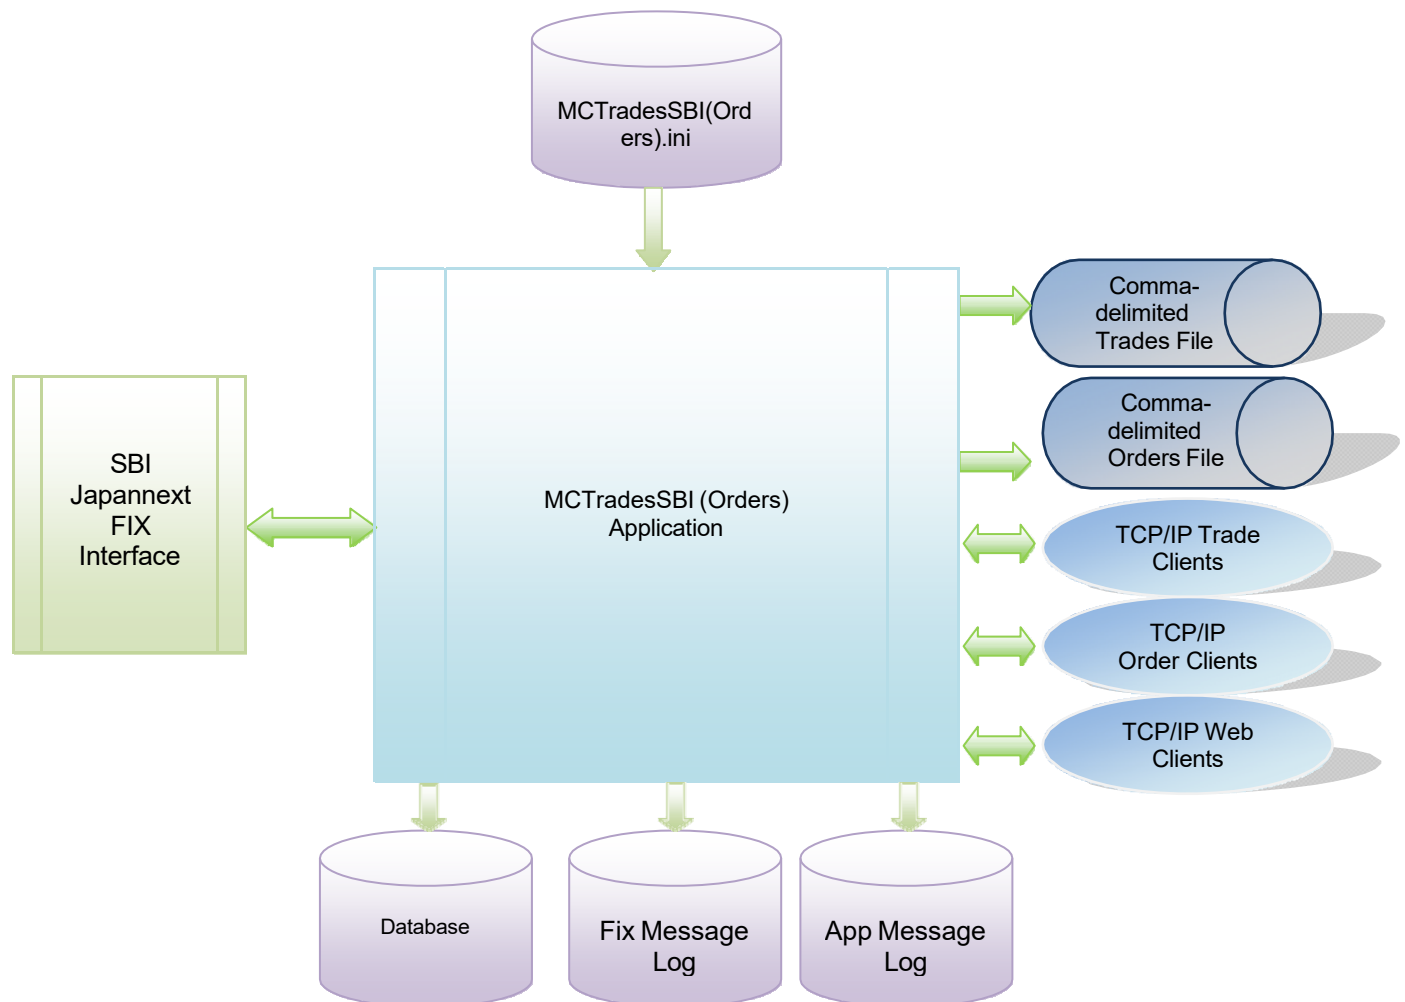 MCTradesSBI(Ord
ers).ini
Comma-
delimited
Trades File
Comma-
delimited
Orders File
SBI
Japannext
FIX
Interface
MCTradesSBI (Orders)
Application
TCP/IP Trade
Clients
TCP/IP
Order Clients
TCP/IP Web
Clients
Database
Fix Message
Log
App Message
Log